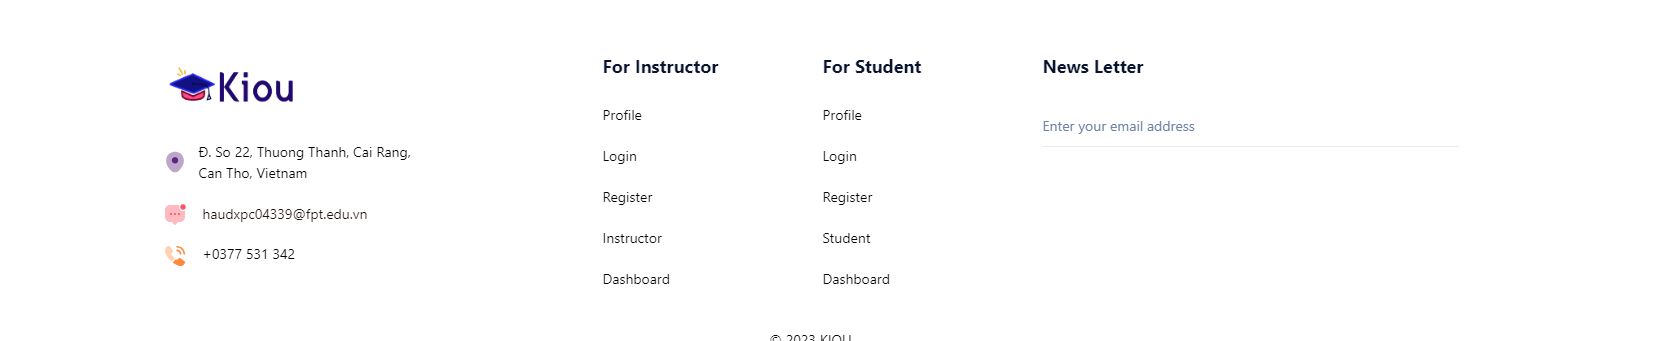 Kiou
Đ. So 22, Thuong Thanh, Cai Rang,
Can Tho, Vietnam
haudxpc04339@fpt.edu.vn
+0377 531 342
For Instructor
Profile
Login
Register
Instructor
Dashboard
For Student
Profile
Login
Register
Student
Dashboard
News Letter
Enter your email address
© 2023 KIOU